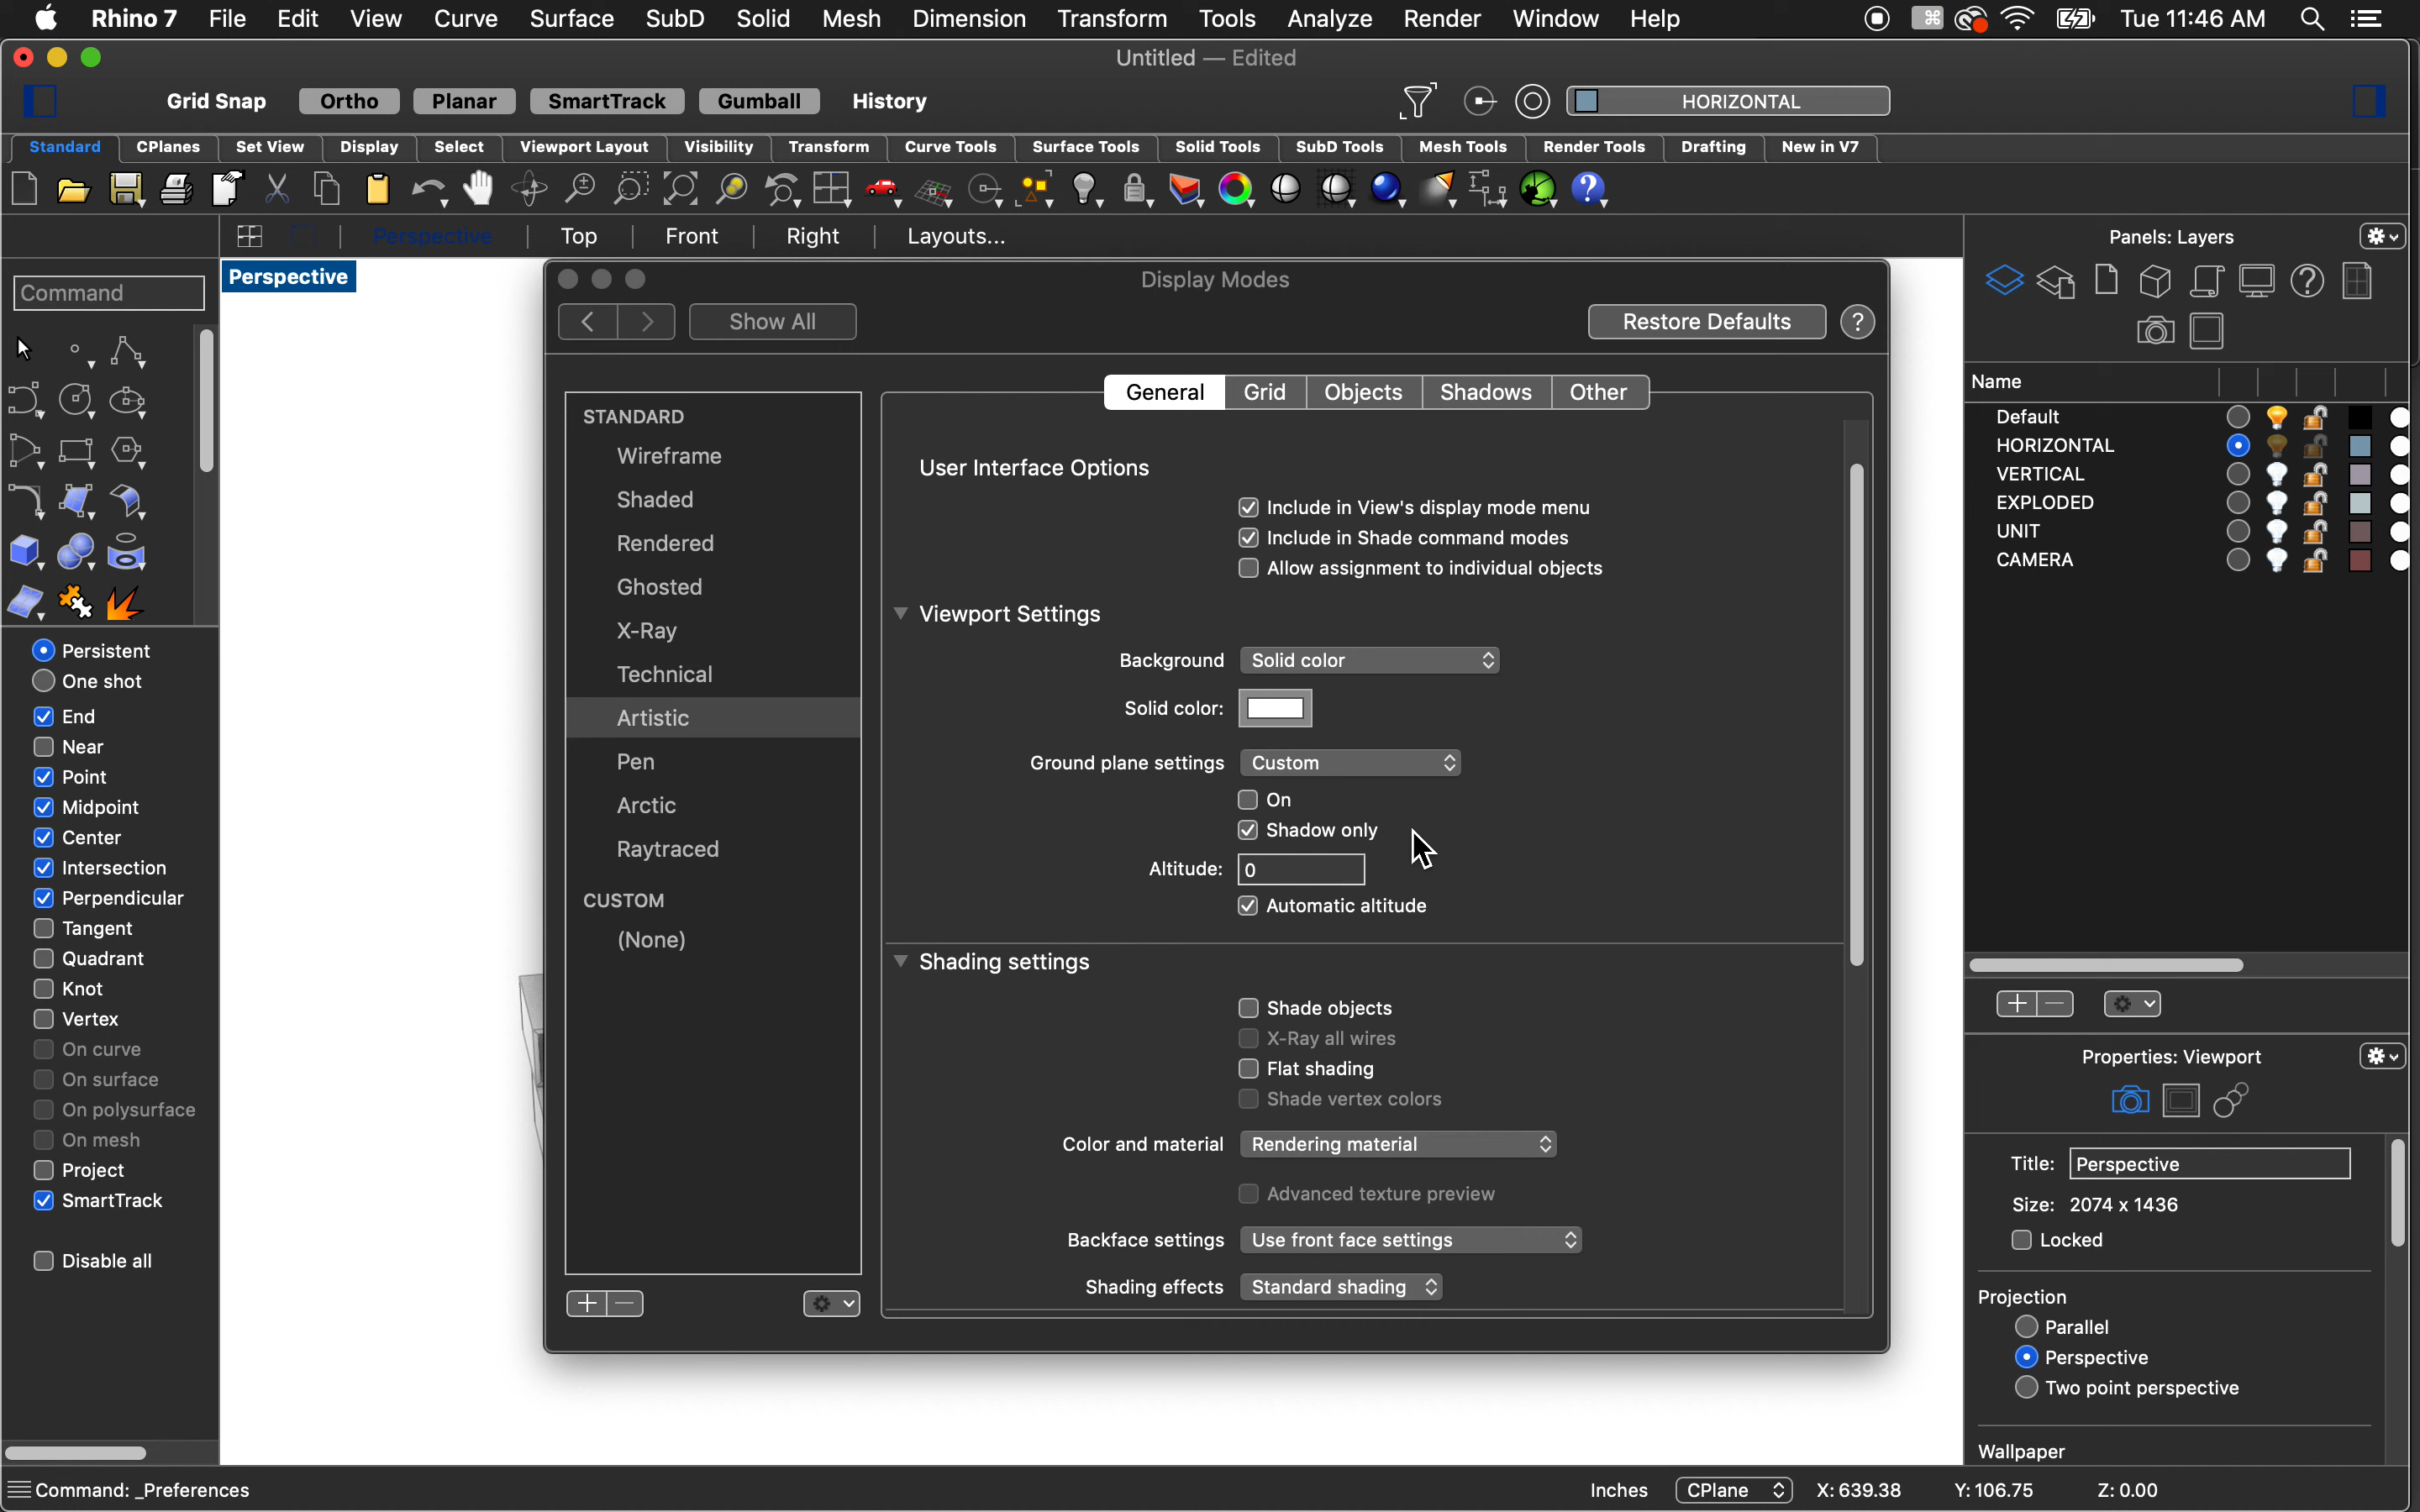 Rhino 7 File Edit View Curve Surface SubD Solid Mesh Dimension Transform Tools Analyze Render Window Help Tue 11:46 AM
Untitled — Edited
Grid Snap Ortho Planar SmartTrack Gumball History HORIZONTAL
Standard CPlanes Set View Display Select Viewport Layout Visibility Transform Curve Tools Surface Tools Solid Tools SubD Tools Mesh Tools Render Tools Drafting New in V7
Perspective Top Front Right Layouts...
Perspective
Command
Persistent
One shot
End
Near
Point
Midpoint
Center
Intersection
Perpendicular
Tangent
Quadrant
Knot
Vertex
On curve
On surface
On polysurface
On mesh
Project
SmartTrack
Disable all
Display Modes
Show All Restore Defaults ?
STANDARD
Wireframe
Shaded
Rendered
Ghosted
X-Ray
Technical
Artistic
Pen
Arctic
Raytraced
CUSTOM
(None)
General Grid Objects Shadows Other
User Interface Options
Include in View's display mode menu
Include in Shade command modes
Allow assignment to individual objects
Viewport Settings
Background Solid color
Solid color:
Ground plane settings Custom
On
Shadow only
Altitude: 0
Automatic altitude
Shading settings
Shade objects
X-Ray all wires
Flat shading
Shade vertex colors
Color and material Rendering material
Advanced texture preview
Backface settings Use front face settings
Shading effects Standard shading
Panels: Layers
Name
Default
HORIZONTAL
VERTICAL
EXPLODED
UNIT
CAMERA
Properties: Viewport
Title: Perspective
Size: 2074 x 1436
Locked
Projection
Parallel
Perspective
Two point perspective
Wallpaper
Command: _Preferences Inches CPlane X: 639.38 Y: 106.75 Z: 0.00